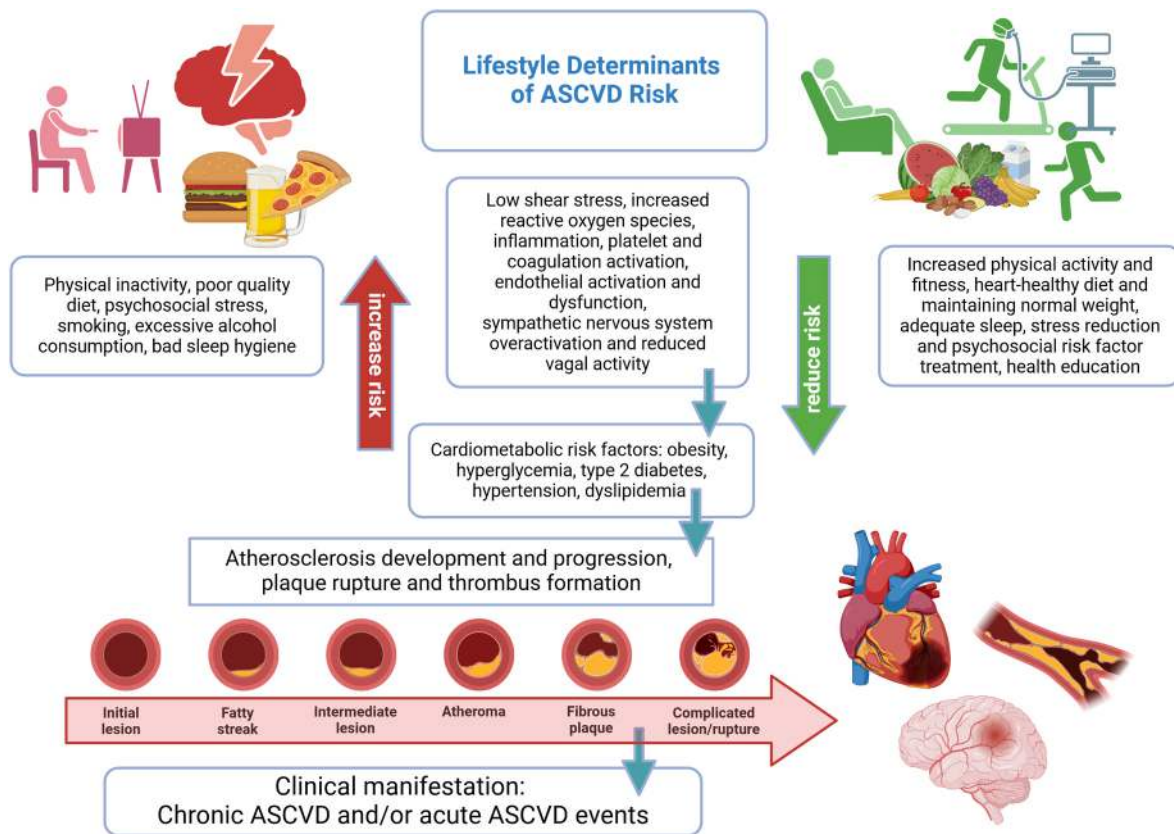 Lifestyle Determinants
of ASCVD Risk
Physical inactivity, poor quality
diet, psychosocial stress,
smoking, excessive alcohol
consumption, bad sleep hygiene
increase risk
Low shear stress, increased
reactive oxygen species,
inflammation, platelet and
coagulation activation,
endothelial activation and
dysfunction,
sympathetic nervous system
overactivation and reduced
vagal activity
reduce risk
Increased physical activity and
fitness, heart-healthy diet and
maintaining normal weight,
adequate sleep, stress reduction
and psychosocial risk factor
treatment, health education
Cardiometabolic risk factors: obesity,
hyperglycemia, type 2 diabetes,
hypertension, dyslipidemia
Atherosclerosis development and progression,
plaque rupture and thrombus formation
Initial
lesion
Fatty
streak
Intermediate
lesion
Atheroma
Fibrous
plaque
Complicated
lesion/rupture
Clinical manifestation:
Chronic ASCVD and/or acute ASCVD events